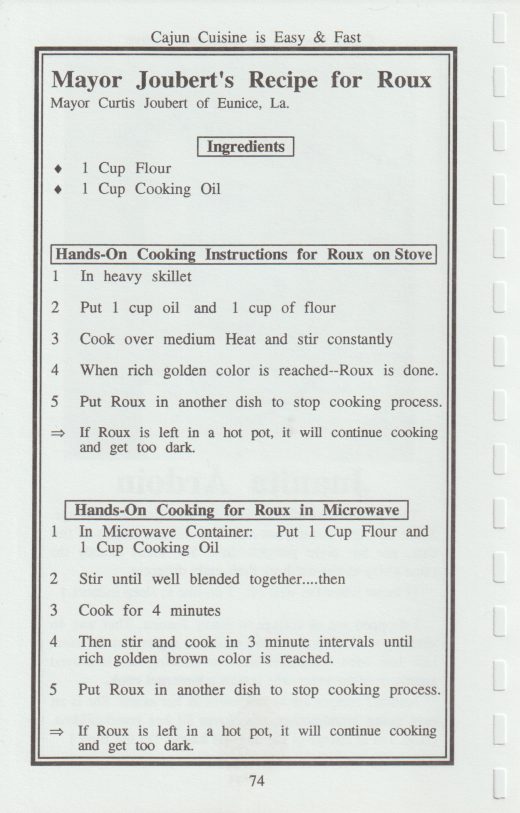 Cajun Cuisine is Easy & Fast
Mayor Joubert's Recipe for Roux
Mayor Curtis Joubert of Eunice, La.
Ingredients
♦ 1 Cup Flour
♦ 1 Cup Cooking Oil
Hands-On Cooking Instructions for Roux on Stove
1 In heavy skillet
2 Put 1 cup oil and 1 cup of flour
3 Cook over medium Heat and stir constantly
4 When rich golden color is reached--Roux is done.
5 Put Roux in another dish to stop cooking process.
⇒ If Roux is left in a hot pot, it will continue cooking
and get too dark.
Hands-On Cooking for Roux in Microwave
1 In Microwave Container: Put 1 Cup Flour and
1 Cup Cooking Oil
2 Stir until well blended together....then
3 Cook for 4 minutes
4 Then stir and cook in 3 minute intervals until
rich golden brown color is reached.
5 Put Roux in another dish to stop cooking process.
⇒ If Roux is left in a hot pot, it will continue cooking
and get too dark.
74